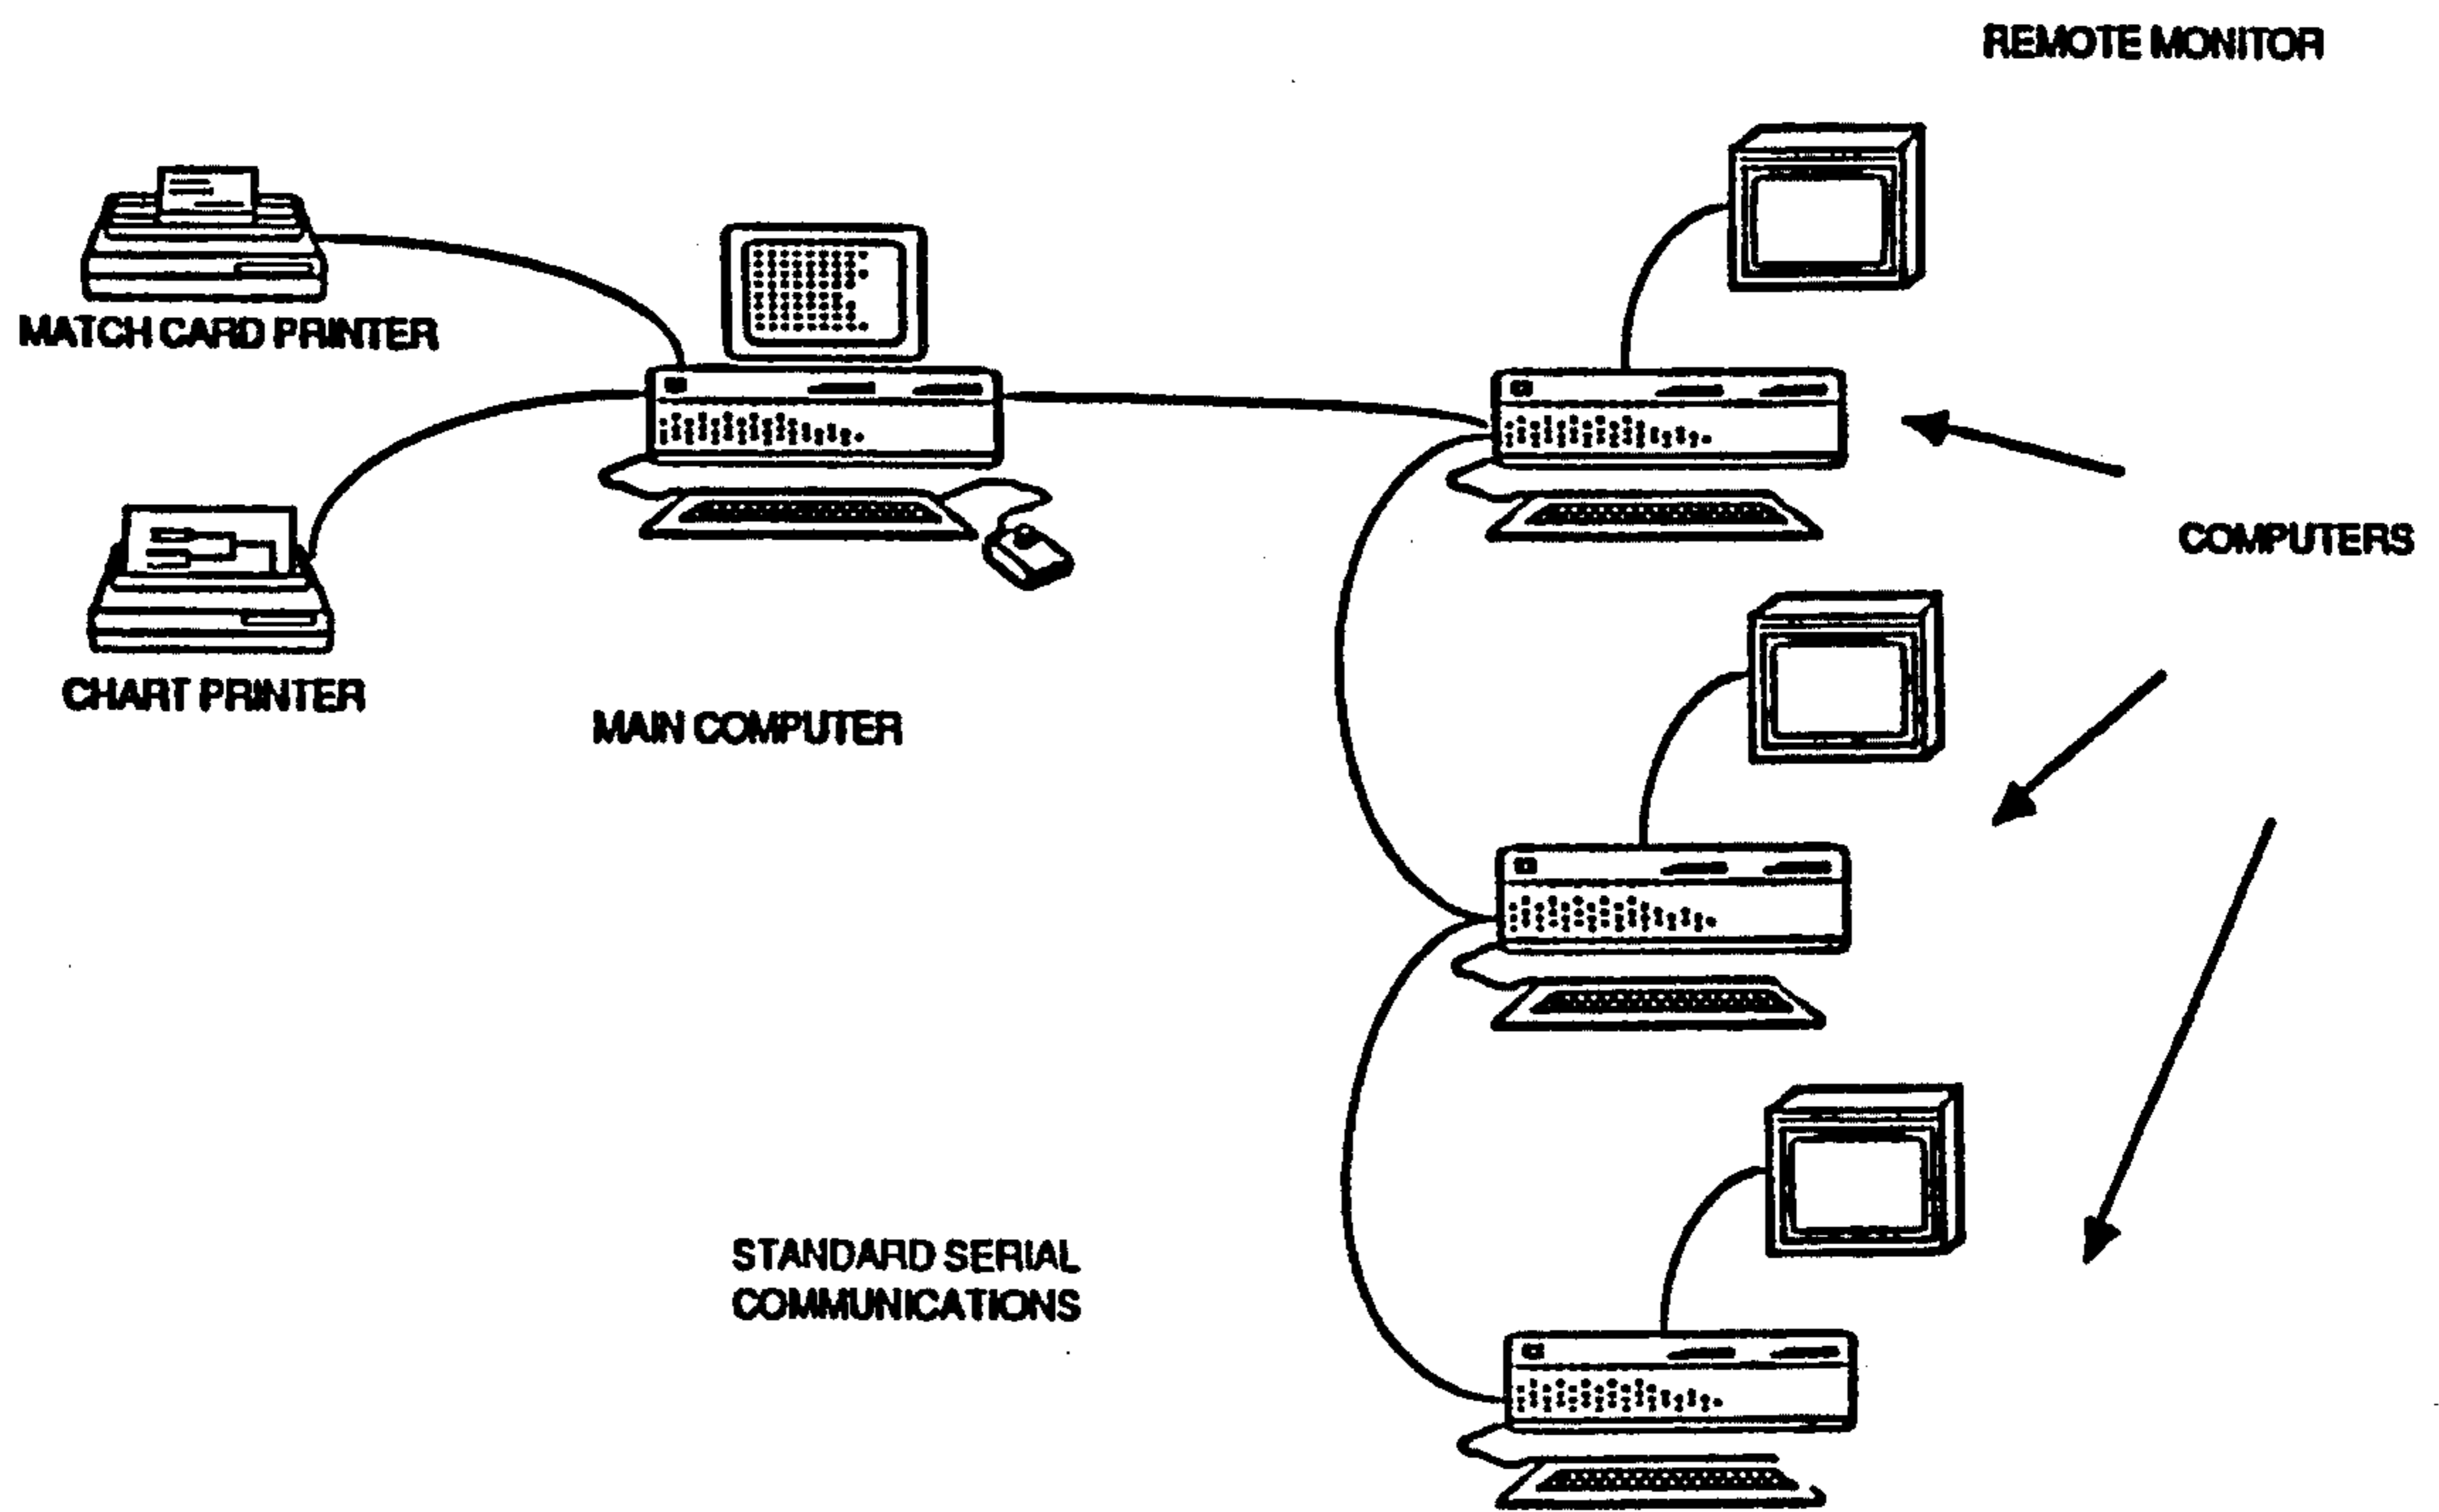 REMOTE MONITOR
MATCH CARD PRINTER
COMPUTERS
CHART PRINTER
MAIN COMPUTER
STANDARD SERIAL
COMMUNICATIONS